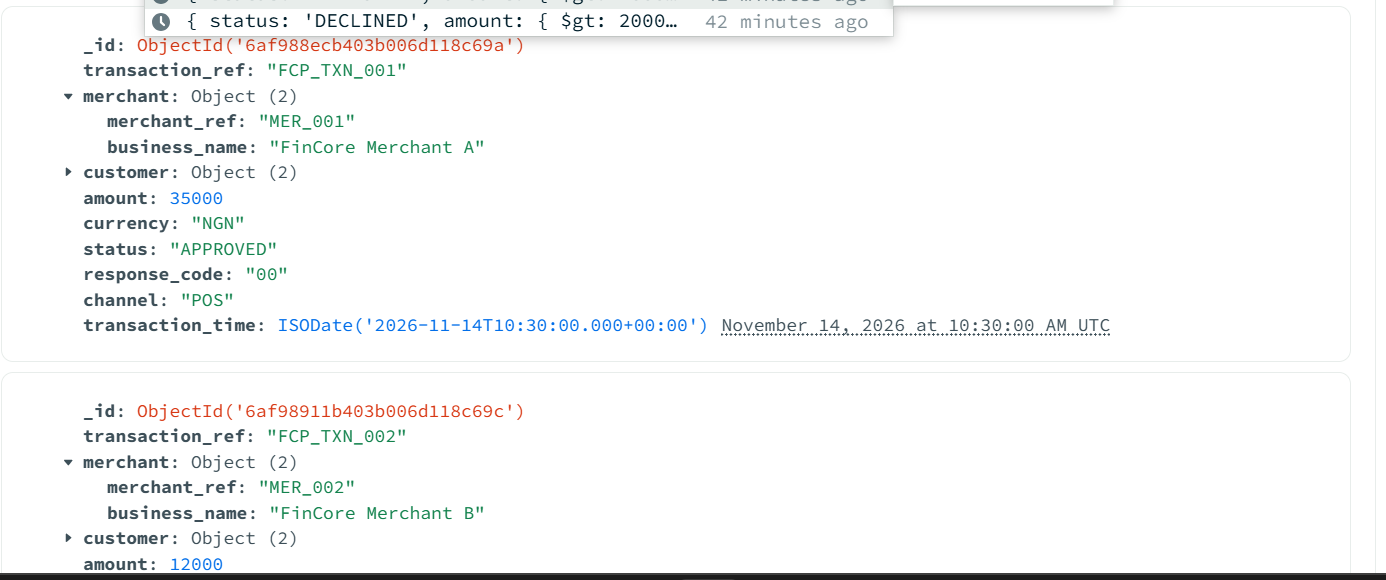 { status: 'DECLINED', amount: { $gt: 2000… 42 minutes ago
_id: ObjectId('6af988ecb403b006d118c69a')
transaction_ref: "FCP_TXN_001"
merchant: Object (2)
merchant_ref: "MER_001"
business_name: "FinCore Merchant A"
customer: Object (2)
amount: 35000
currency: "NGN"
status: "APPROVED"
response_code: "00"
channel: "POS"
transaction_time: ISODate('2026-11-14T10:30:00.000+00:00') November 14, 2026 at 10:30:00 AM UTC
_id: ObjectId('6af98911b403b006d118c69c')
transaction_ref: "FCP_TXN_002"
merchant: Object (2)
merchant_ref: "MER_002"
business_name: "FinCore Merchant B"
customer: Object (2)
amount: 12000